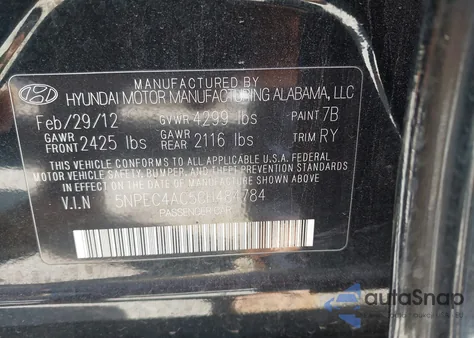 MANUFACTURED BY
HYUNDAI MOTOR MANUFACTURING ALABAMA, LLC
Feb/29/12 GVWR 4299 lbs PAINT 7B
GAWR FRONT 2425 lbs GAWR REAR 2116 lbs TRIM RY
THIS VEHICLE CONFORMS TO ALL APPLICABLE U.S.A FEDERAL
MOTOR VEHICLE SAFETY, BUMPER, AND THEFT PREVENTION
STANDARDS IN EFFECT ON THE DATE OF MANUFACTURE SHOWN ABOVE.
V.I.N
PASSENGER CAR
autoSnap